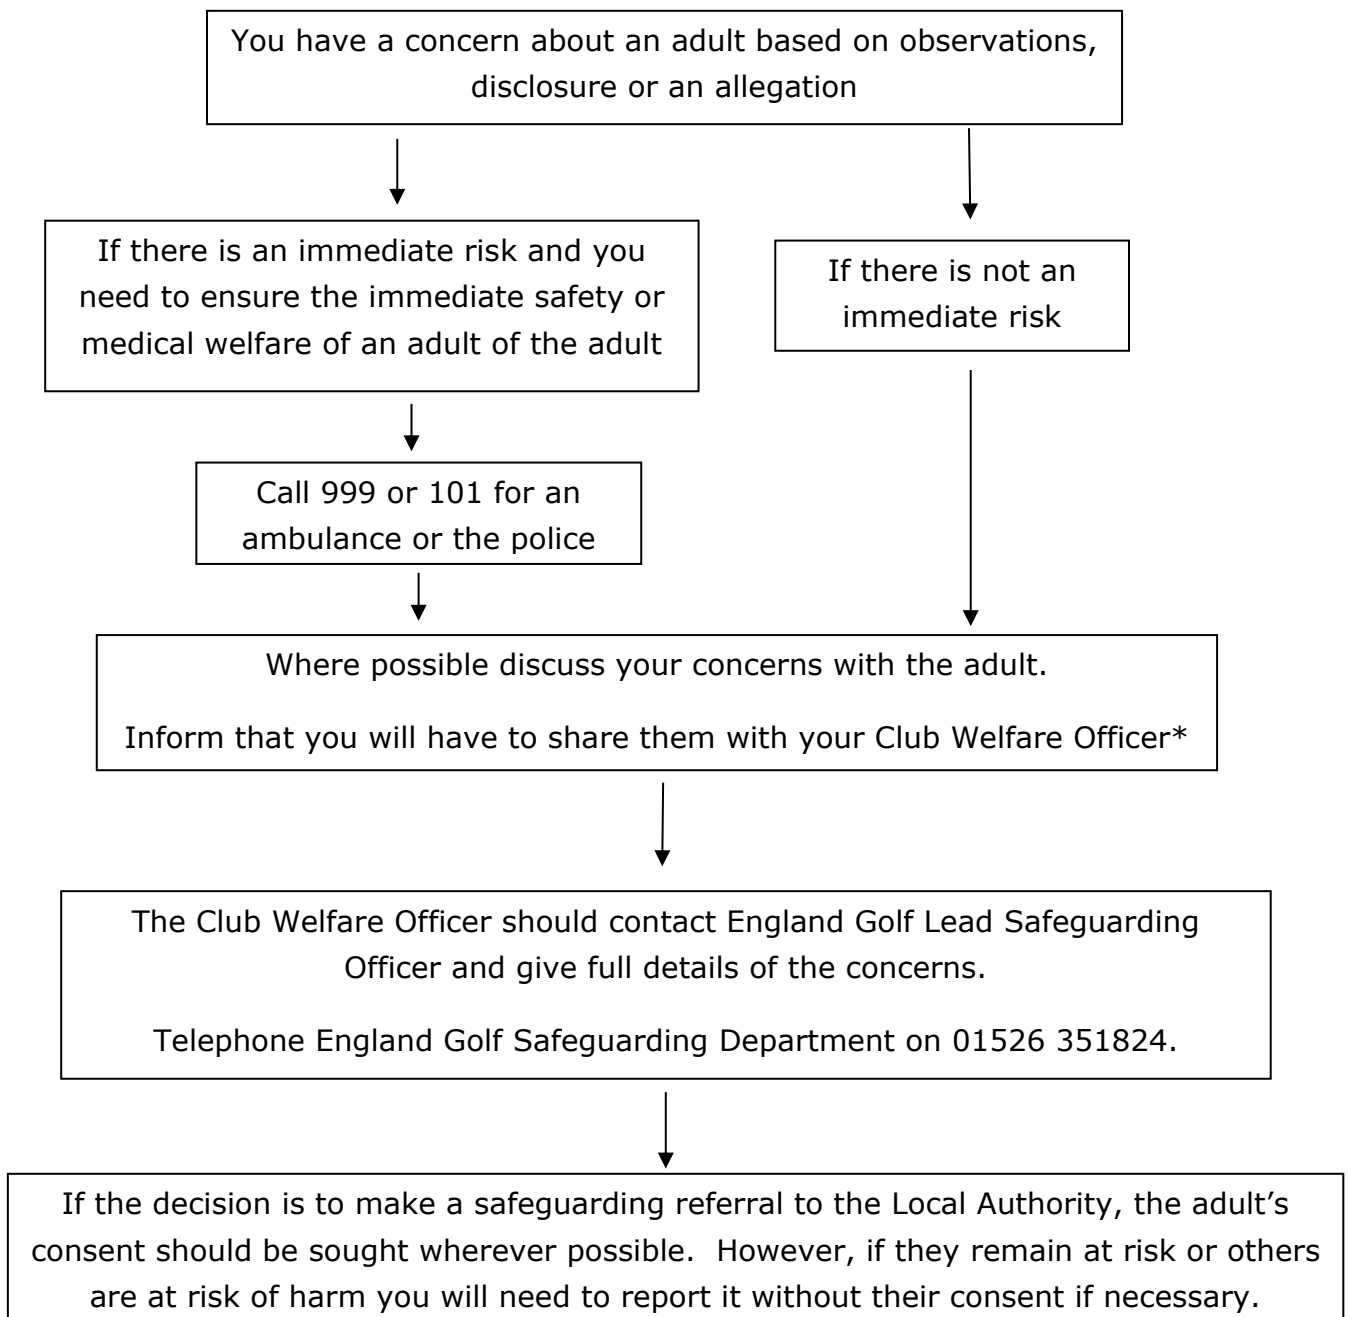 You have a concern about an adult based on observations,
disclosure or an allegation
If there is an immediate risk and you
need to ensure the immediate safety or
medical welfare of an adult of the adult
If there is not an
immediate risk
Call 999 or 101 for an
ambulance or the police
Where possible discuss your concerns with the adult.
Inform that you will have to share them with your Club Welfare Officer*
The Club Welfare Officer should contact England Golf Lead Safeguarding
Officer and give full details of the concerns.
Telephone England Golf Safeguarding Department on 01526 351824.
If the decision is to make a safeguarding referral to the Local Authority, the adult’s
consent should be sought wherever possible.  However, if they remain at risk or others
are at risk of harm you will need to report it without their consent if necessary.